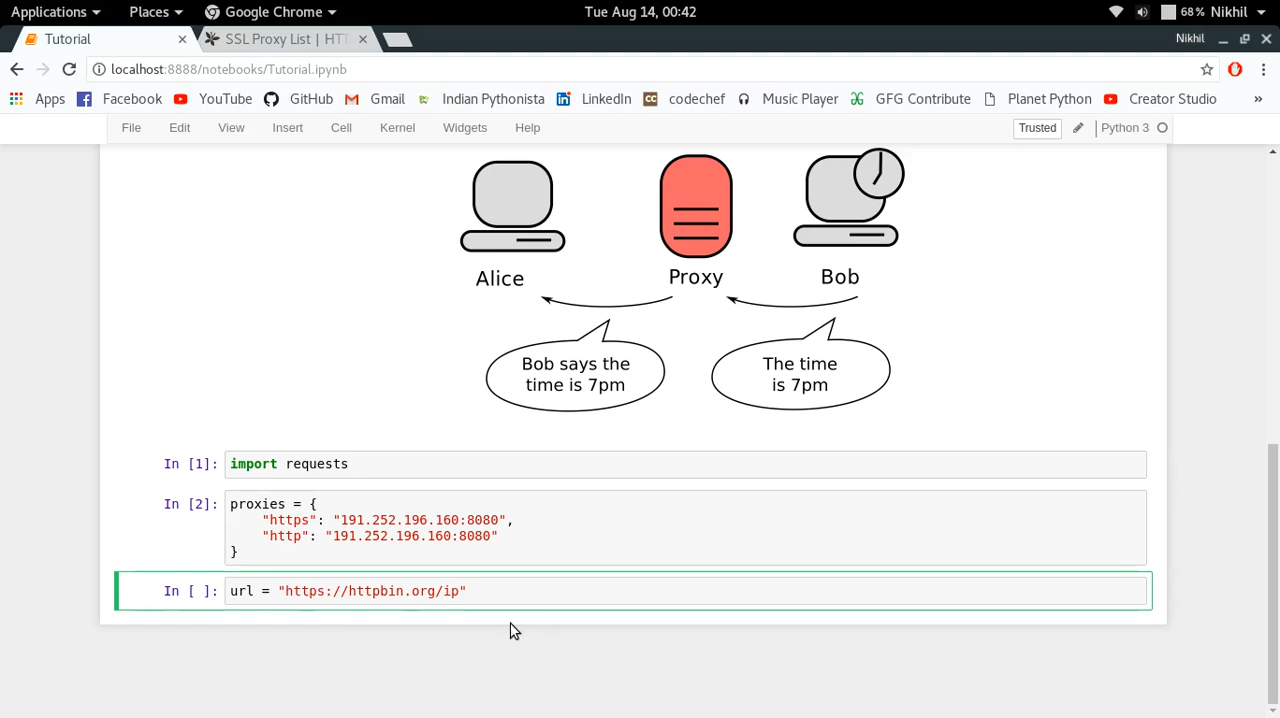 Applications Places Google Chrome Tue Aug 14, 00:42 68% Nikhil
Tutorial SSL Proxy List | HTT Nikhil
localhost:8888/notebooks/Tutorial.ipynb
Apps Facebook YouTube GitHub Gmail Indian Pythonista LinkedIn codechef Music Player GFG Contribute Planet Python Creator Studio »
File Edit View Insert Cell Kernel Widgets Help Trusted Python 3
Alice Proxy Bob
Bob says the
time is 7pm
The time
is 7pm
In [1]: import requests
In [2]: proxies = {
"https": "191.252.196.160:8080",
"http": "191.252.196.160:8080"
}
In [ ]: url = "https://httpbin.org/ip"